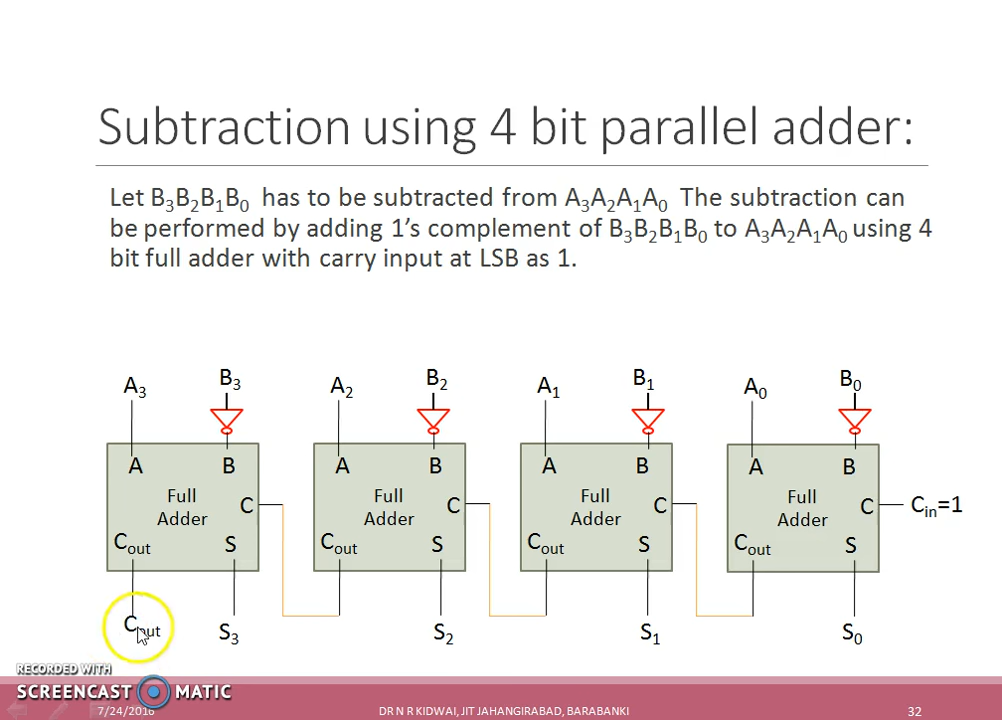 Subtraction using 4 bit parallel adder:
Let B₃B₂B₁B₀ has to be subtracted from A₃A₂A₁A₀ The subtraction can
be performed by adding 1’s complement of B₃B₂B₁B₀ to A₃A₂A₁A₀ using 4
bit full adder with carry input at LSB as 1.
A₃ B₃ A₂ B₂ A₁ B₁ A₀ B₀
A B A B A B A B
Full Full Full Full
Adder C Adder C Adder C Adder C Cin=1
Cout S Cout S Cout S Cout S
Cout S₃ S₂ S₁ S₀
RECORDED WITH
SCREENCAST MATIC
7/24/2016 DR N R KIDWAI, JIT JAHANGIRABAD, BARABANKI 32